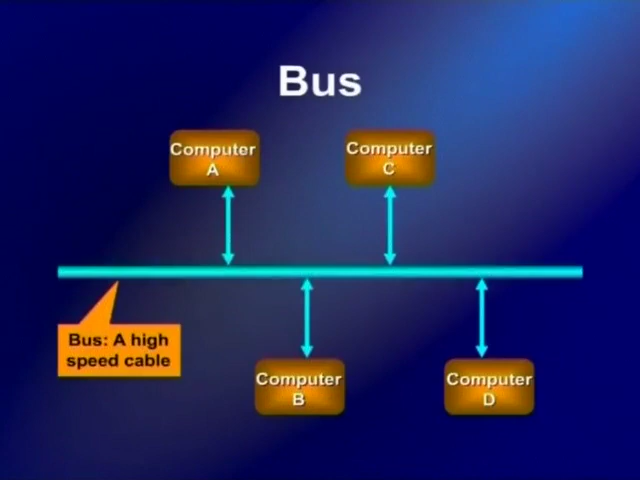 Bus
Computer
A
Computer
C
Bus: A high
speed cable
Computer
B
Computer
D